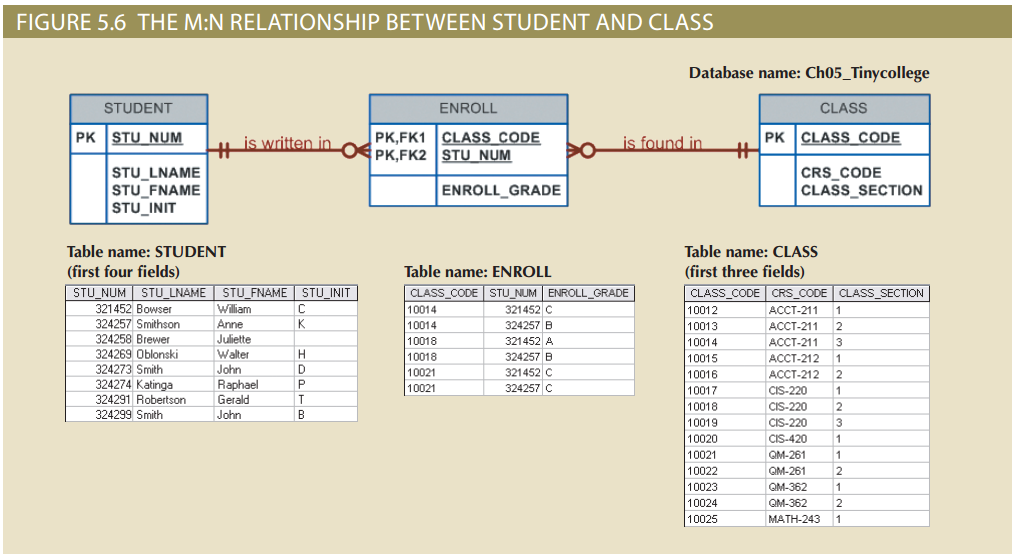 FIGURE 5.6 THE M:N RELATIONSHIP BETWEEN STUDENT AND CLASS
Database name: Ch05_Tinycollege
STUDENT
PK STU_NUM
STU_LNAME
STU_FNAME
STU_INIT
is written in
ENROLL
PK,FK1 CLASS_CODE
PK,FK2 STU_NUM
ENROLL_GRADE
is found in
CLASS
PK CLASS_CODE
CRS_CODE
CLASS_SECTION
Table name: STUDENT
(first four fields)
STU_NUM STU_LNAME STU_FNAME STU_INIT
321452 Bowser William C
324257 Smithson Anne K
324258 Brewer Juliette
324269 Oblonski Walter H
324273 Smith John D
324274 Katinga Raphael P
324291 Robertson Gerald T
324299 Smith John B
Table name: ENROLL
CLASS_CODE STU_NUM ENROLL_GRADE
10014 321452 C
10014 324257 B
10018 321452 A
10018 324257 B
10021 321452 C
10021 324257 C
Table name: CLASS
(first three fields)
CLASS_CODE CRS_CODE CLASS_SECTION
10012 ACCT-211 1
10013 ACCT-211 2
10014 ACCT-211 3
10015 ACCT-212 1
10016 ACCT-212 2
10017 CIS-220 1
10018 CIS-220 2
10019 CIS-220 3
10020 CIS-420 1
10021 QM-261 1
10022 QM-261 2
10023 QM-362 1
10024 QM-362 2
10025 MATH-243 1